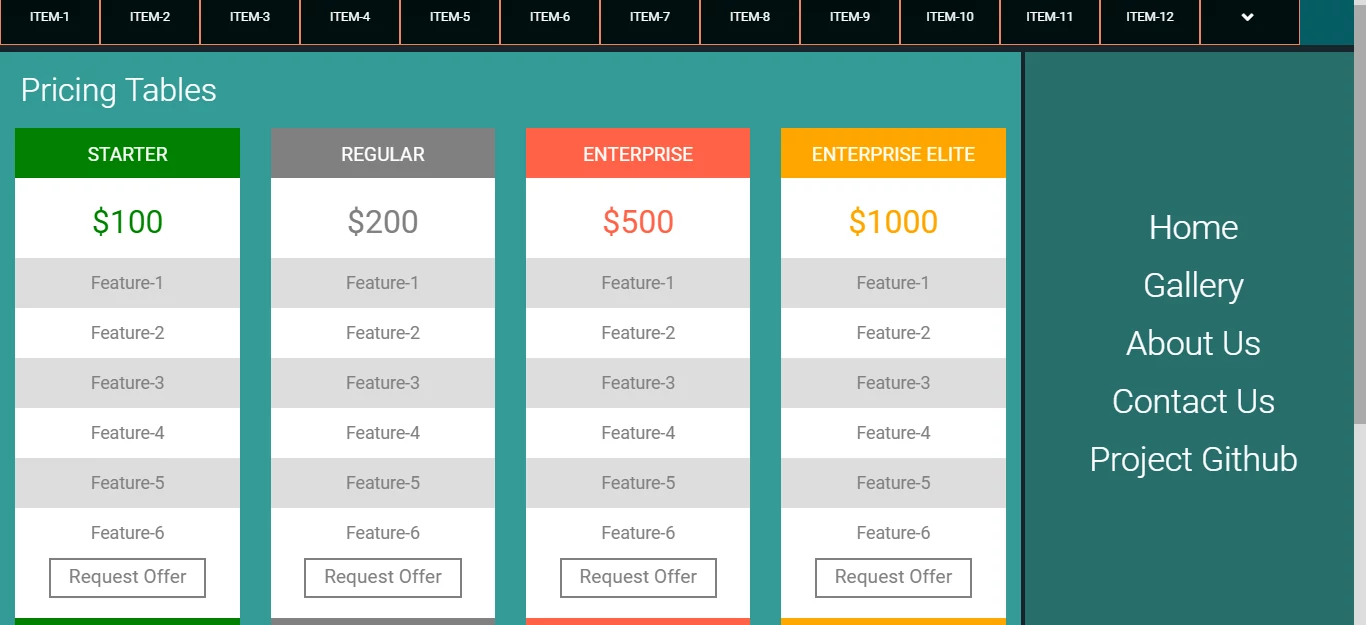 ITEM-1 ITEM-2 ITEM-3 ITEM-4 ITEM-5 ITEM-6 ITEM-7 ITEM-8 ITEM-9 ITEM-10 ITEM-11 ITEM-12
Pricing Tables
STARTER REGULAR ENTERPRISE ENTERPRISE ELITE
$100 $200 $500 $1000
Feature-1 Feature-1 Feature-1 Feature-1
Feature-2 Feature-2 Feature-2 Feature-2
Feature-3 Feature-3 Feature-3 Feature-3
Feature-4 Feature-4 Feature-4 Feature-4
Feature-5 Feature-5 Feature-5 Feature-5
Feature-6 Feature-6 Feature-6 Feature-6
Request Offer Request Offer Request Offer Request Offer
Home
Gallery
About Us
Contact Us
Project Github